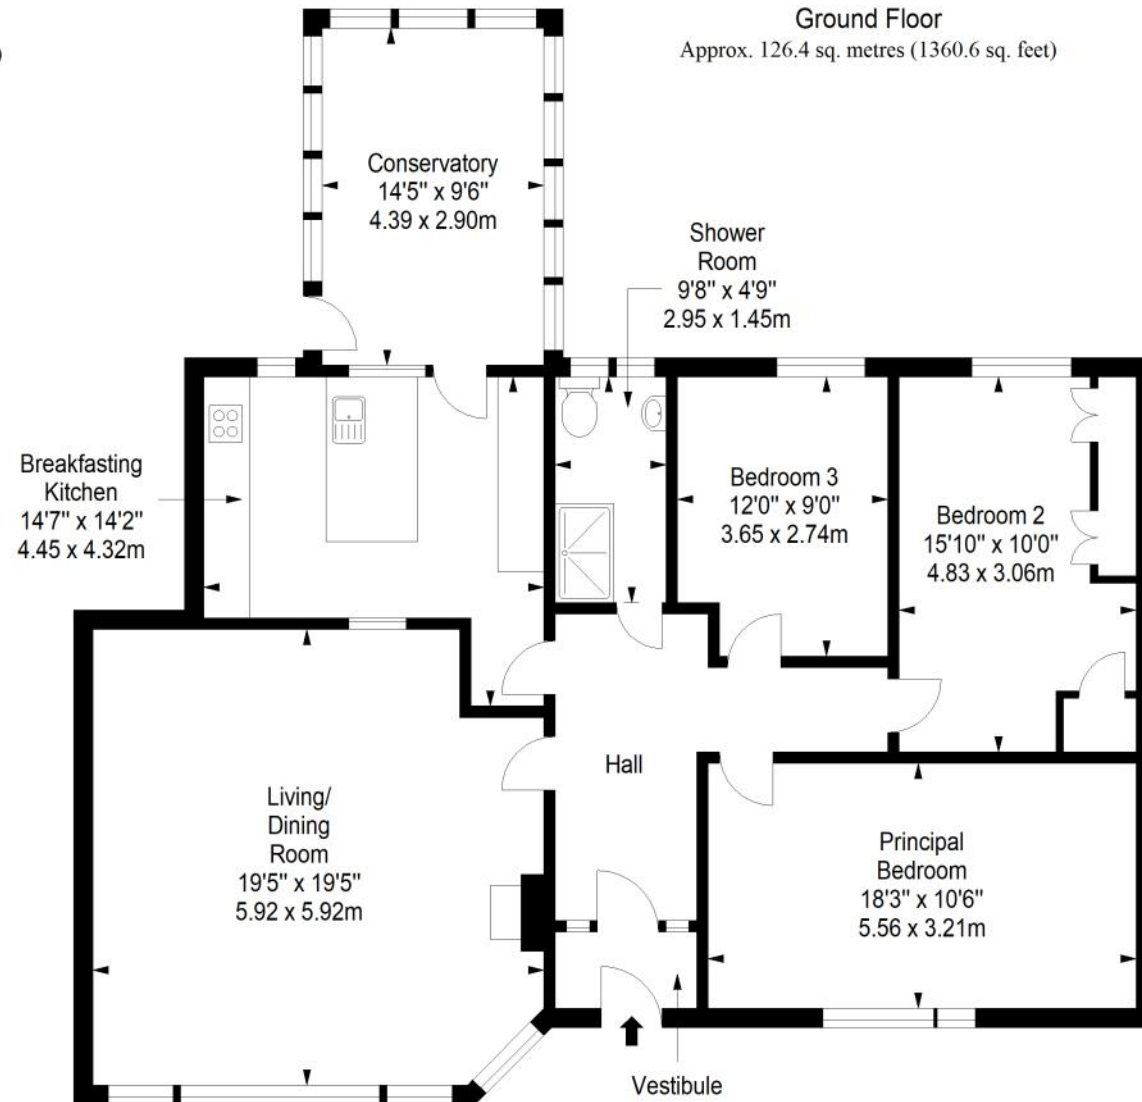 Ground Floor
Approx. 126.4 sq. metres (1360.6 sq. feet)
)
Conservatory
14'5" x 9'6"
4.39 x 2.90m
Shower
Room
9'8" x 4'9"
2.95 x 1.45m
Breakfasting
Kitchen
14'7" x 14'2"
4.45 x 4.32m
Bedroom 3
12'0" x 9'0"
3.65 x 2.74m
Bedroom 2
15'10" x 10'0"
4.83 x 3.06m
Hall
Living/
Dining
Room
19'5" x 19'5"
5.92 x 5.92m
Principal
Bedroom
18'3" x 10'6"
5.56 x 3.21m
Vestibule